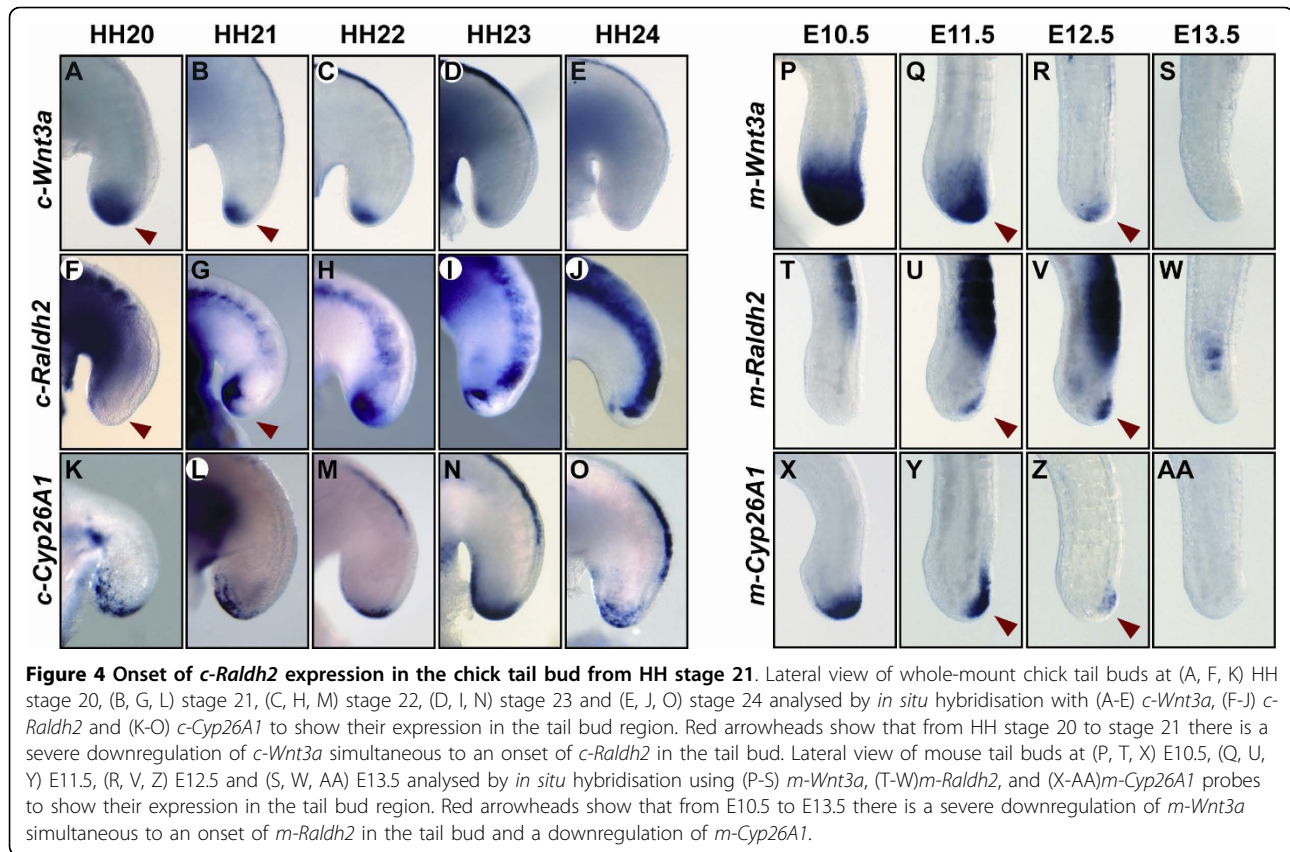 HH20 HH21 HH22 HH23 HH24 E10.5 E11.5 E12.5 E13.5
c-Wnt3a A B C D E m-Wnt3a P Q R S
c-Raldh2 F G H I J m-Raldh2 T U V W
c-Cyp26A1 K L M N O m-Cyp26A1 X Y Z AA
Figure 4 Onset of c-Raldh2 expression in the chick tail bud from HH stage 21. Lateral view of whole-mount chick tail buds at (A, F, K) HH
stage 20, (B, G, L) stage 21, (C, H, M) stage 22, (D, I, N) stage 23 and (E, J, O) stage 24 analysed by in situ hybridisation with (A-E) c-Wnt3a, (F-J) c-
Raldh2 and (K-O) c-Cyp26A1 to show their expression in the tail bud region. Red arrowheads show that from HH stage 20 to stage 21 there is a
severe downregulation of c-Wnt3a simultaneous to an onset of c-Raldh2 in the tail bud. Lateral view of mouse tail buds at (P, T, X) E10.5, (Q, U,
Y) E11.5, (R, V, Z) E12.5 and (S, W, AA) E13.5 analysed by in situ hybridisation using (P-S) m-Wnt3a, (T-W)m-Raldh2, and (X-AA)m-Cyp26A1 probes
to show their expression in the tail bud region. Red arrowheads show that from E10.5 to E13.5 there is a severe downregulation of m-Wnt3a
simultaneous to an onset of m-Raldh2 in the tail bud and a downregulation of m-Cyp26A1.